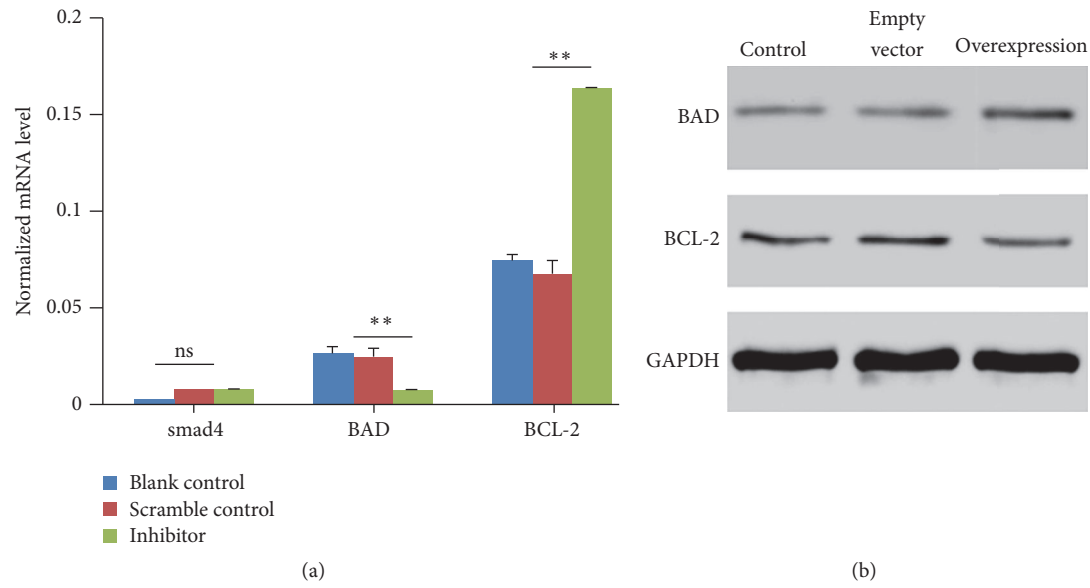 0.2
0.15
0.1
0.05
0
Normalized mRNA level
ns
**
**
smad4
BAD
BCL-2
Blank control
Scramble control
Inhibitor
(a)
Control
Empty
vector
Overexpression
BAD
BCL-2
GAPDH
(b)